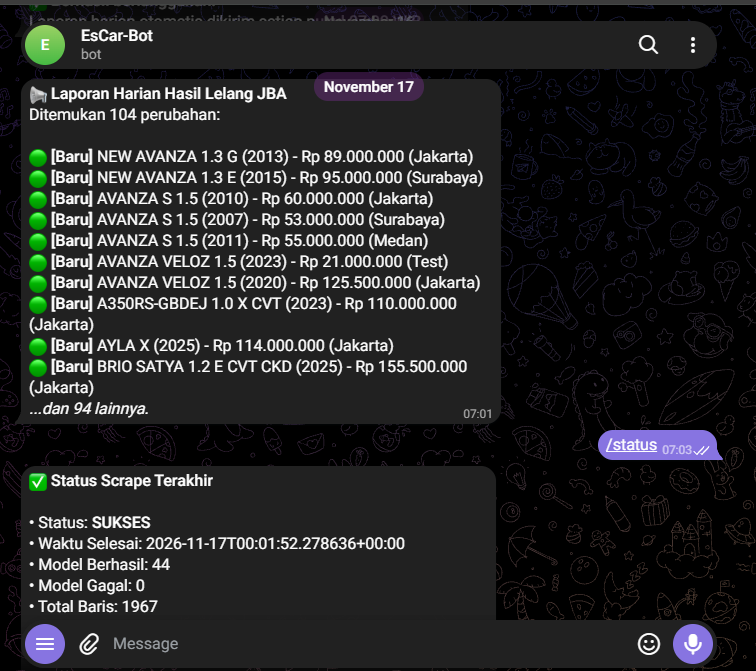 EsCar-Bot
bot
November 17
Laporan Harian Hasil Lelang JBA
Ditemukan 104 perubahan:
[Baru] NEW AVANZA 1.3 G (2013) - Rp 89.000.000 (Jakarta)
[Baru] NEW AVANZA 1.3 E (2015) - Rp 95.000.000 (Surabaya)
[Baru] AVANZA S 1.5 (2010) - Rp 60.000.000 (Jakarta)
[Baru] AVANZA S 1.5 (2007) - Rp 53.000.000 (Surabaya)
[Baru] AVANZA S 1.5 (2011) - Rp 55.000.000 (Medan)
[Baru] AVANZA VELOZ 1.5 (2023) - Rp 21.000.000 (Test)
[Baru] AVANZA VELOZ 1.5 (2020) - Rp 125.500.000 (Jakarta)
[Baru] A350RS-GBDEJ 1.0 X CVT (2023) - Rp 110.000.000
(Jakarta)
[Baru] AYLA X (2025) - Rp 114.000.000 (Jakarta)
[Baru] BRIO SATYA 1.2 E CVT CKD (2025) - Rp 155.500.000
(Jakarta)
...dan 94 lainnya.
07:01
/status 07:03
Status Scrape Terakhir
• Status: SUKSES
• Waktu Selesai: 2026-11-17T00:01:52.278636+00:00
• Model Berhasil: 44
• Model Gagal: 0
• Total Baris: 1967
Message